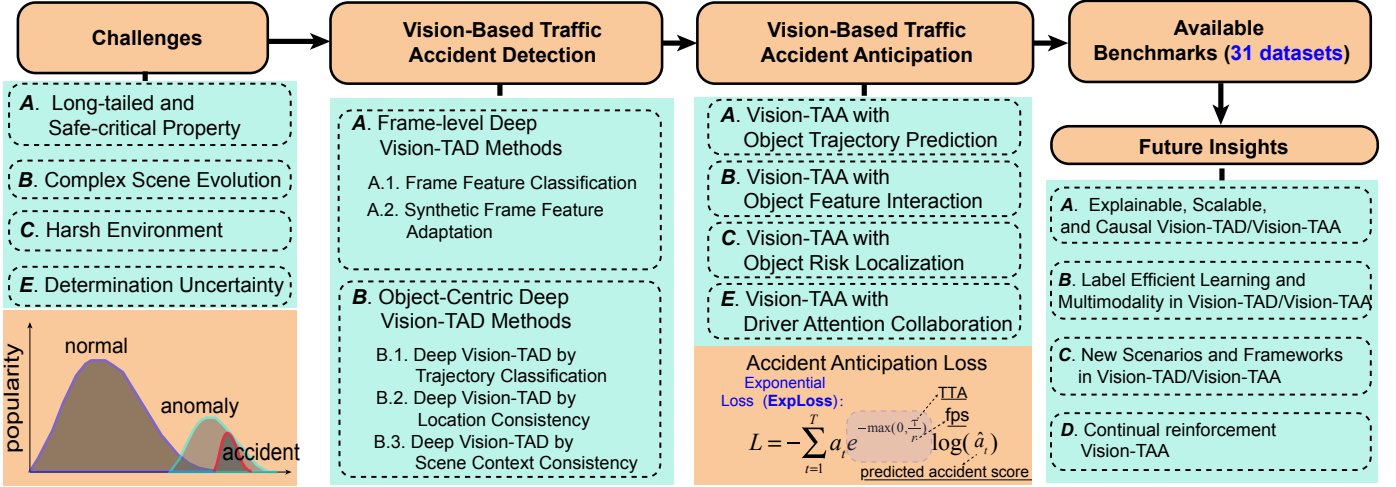 Challenges
A. Long-tailed and
Safe-critical Property
B. Complex Scene Evolution
C. Harsh Environment
E. Determination Uncertainty
popularity
normal
anomaly
accident
Vision-Based Traffic
Accident Detection
A. Frame-level Deep
Vision-TAD Methods
A.1. Frame Feature Classification
A.2. Synthetic Frame Feature
Adaptation
B. Object-Centric Deep
Vision-TAD Methods
B.1. Deep Vision-TAD by
Trajectory Classification
B.2. Deep Vision-TAD by
Location Consistency
B.3. Deep Vision-TAD by
Scene Context Consistency
Vision-Based Traffic
Accident Anticipation
A. Vision-TAA with
Object Trajectory Prediction
B. Vision-TAA with
Object Feature Interaction
C. Vision-TAA with
Object Risk Localization
E. Vision-TAA with
Driver Attention Collaboration
Accident Anticipation Loss
Exponential
Loss (ExpLoss):
TTA
fps
L = −∑_{t=1}^{T} a_t e^{−max(0, τ/r)} log(â_t)
predicted accident score
Available
Benchmarks (31 datasets)
Future Insights
A. Explainable, Scalable,
and Causal Vision-TAD/Vision-TAA
B. Label Efficient Learning and
Multimodality in Vision-TAD/Vision-TAA
C. New Scenarios and Frameworks
in Vision-TAD/Vision-TAA
D. Continual reinforcement
Vision-TAA